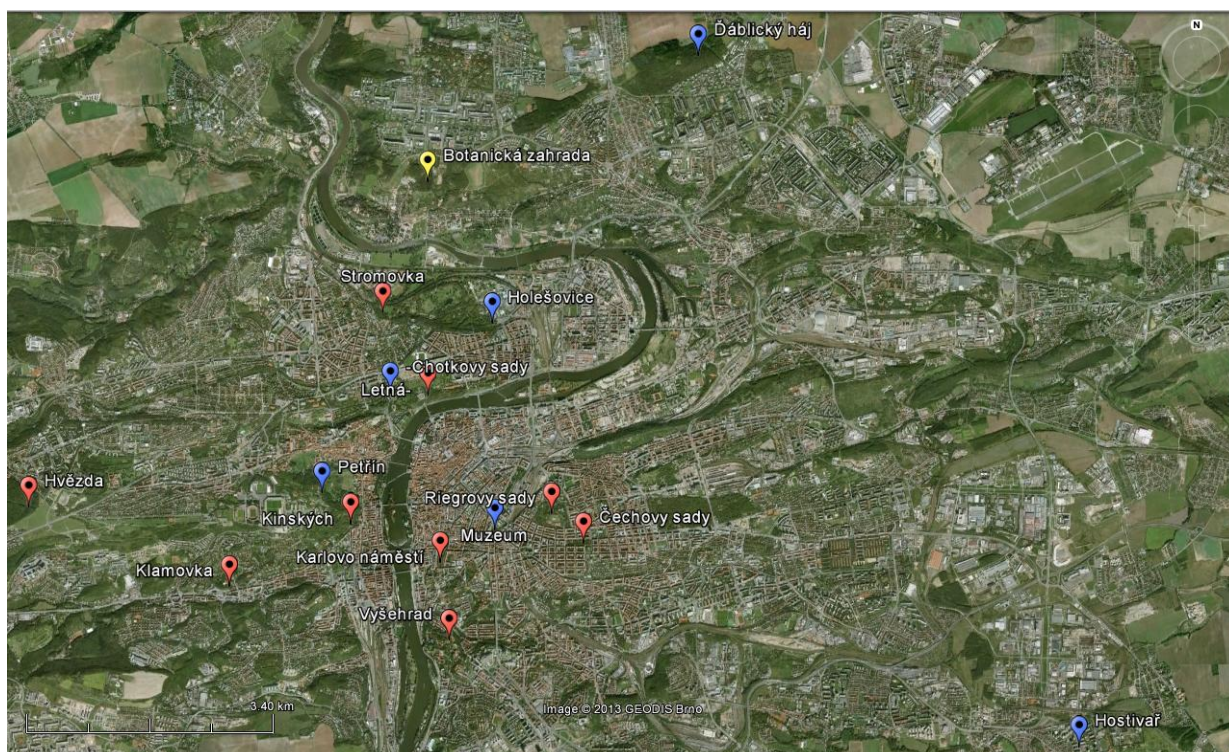 Ďáblický háj
N
Botanická zahrada
Stromovka
Holešovice
-Chotkovy sady
Letná-
Petřín
Hvězda
Riegrovy sady
Kinských
Čechovy sady
Muzeum
Karlovo náměstí
Klamovka
Vyšehrad
3.40 km
Image © 2013 GEODIS Brno
Hostivař